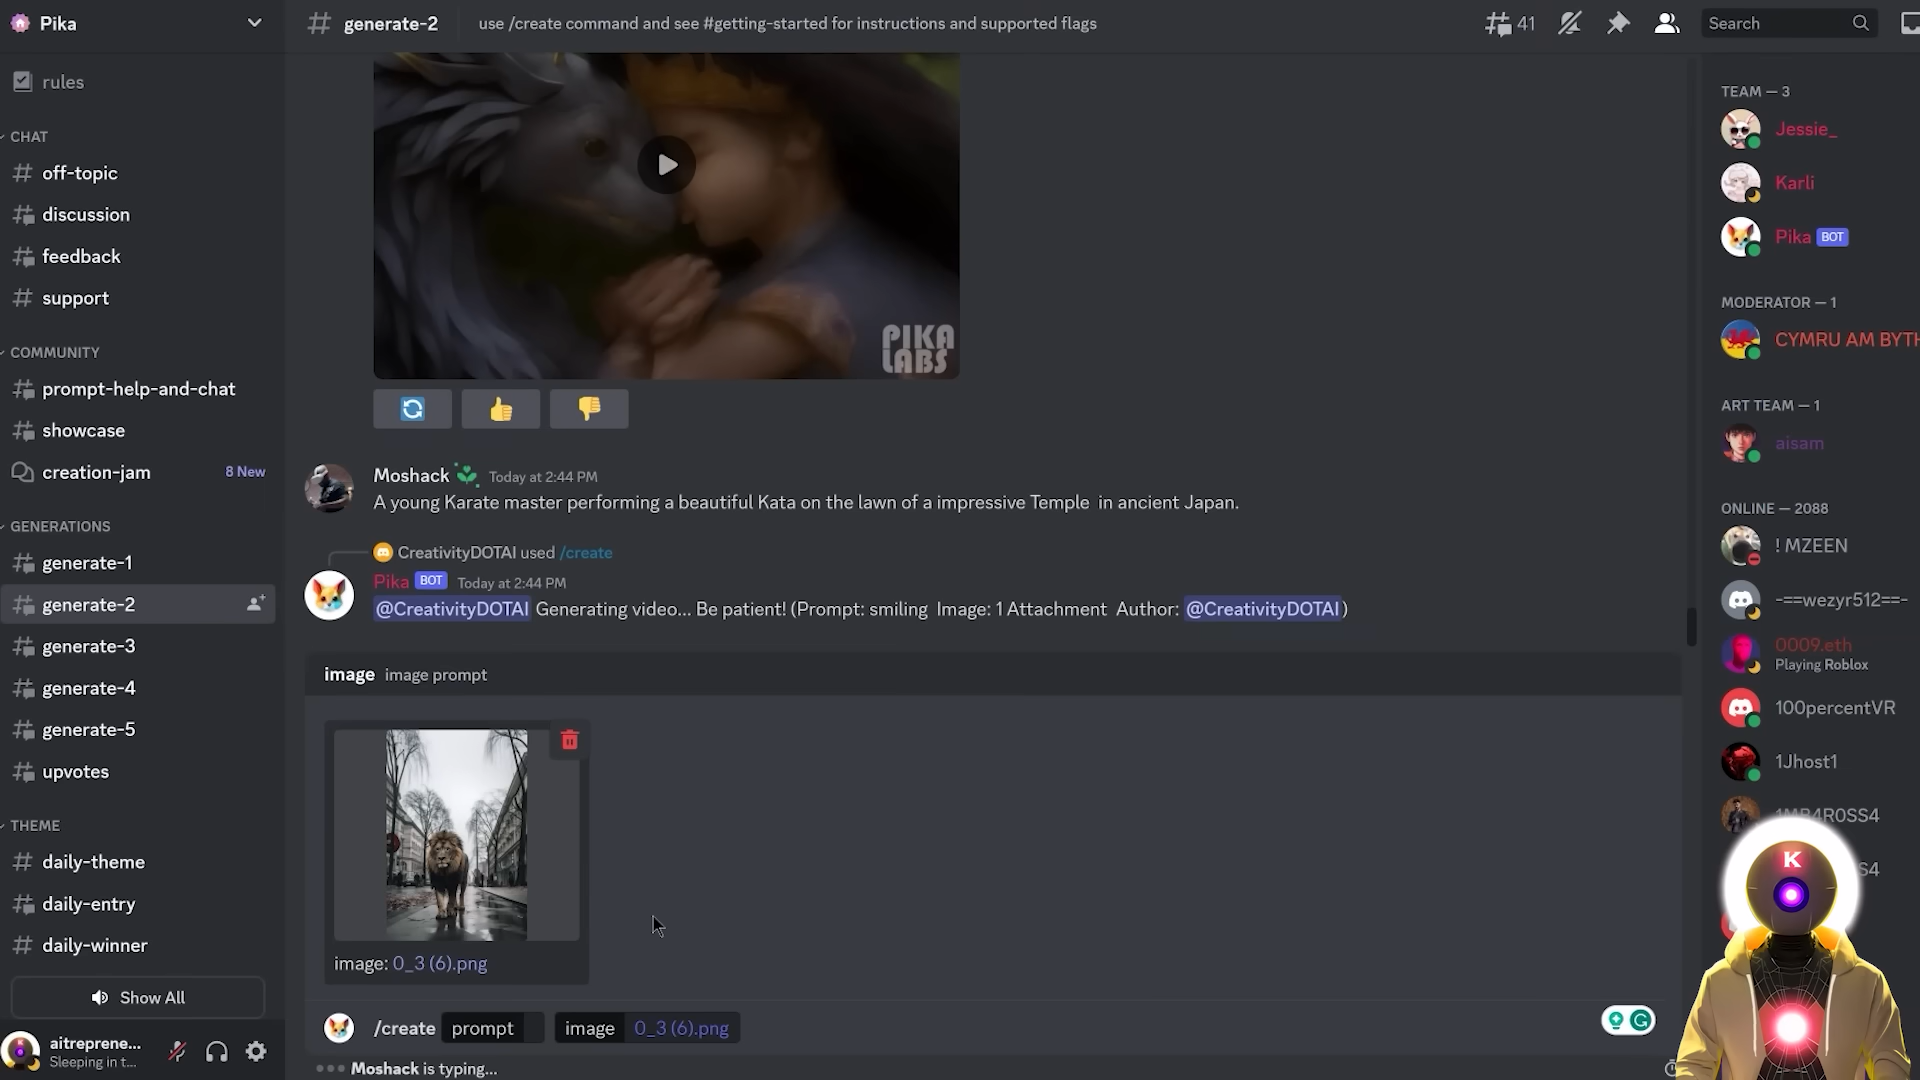 Pika
generate-2
use /create command and see #getting-started for instructions and supported flags
41
Search
rules
CHAT
off-topic
discussion
feedback
support
COMMUNITY
prompt-help-and-chat
showcase
creation-jam
8 New
GENERATIONS
generate-1
generate-2
generate-3
generate-4
generate-5
upvotes
THEME
daily-theme
daily-entry
daily-winner
Show All
aitreprene...
Sleeping in t...
PIKA
LABS
Moshack Today at 2:44 PM
A young Karate master performing a beautiful Kata on the lawn of a impressive Temple in ancient Japan.
CreativityDOTAI used /create
Pika BOT Today at 2:44 PM
@CreativityDOTAI Generating video... Be patient! (Prompt: smiling Image: 1 Attachment Author: @CreativityDOTAI)
image image prompt
image: 0_3 (6).png
/create prompt image 0_3 (6).png
Moshack is typing...
TEAM — 3
Jessie_
Karli
Pika BOT
MODERATOR — 1
CYMRU AM BYTH
ART TEAM — 1
aisam
ONLINE — 2088
! MZEEN
-==wezyr512==-
0009.eth
Playing Roblox
100percentVR
1Jhost1
1MB4R0SS4
S4
K